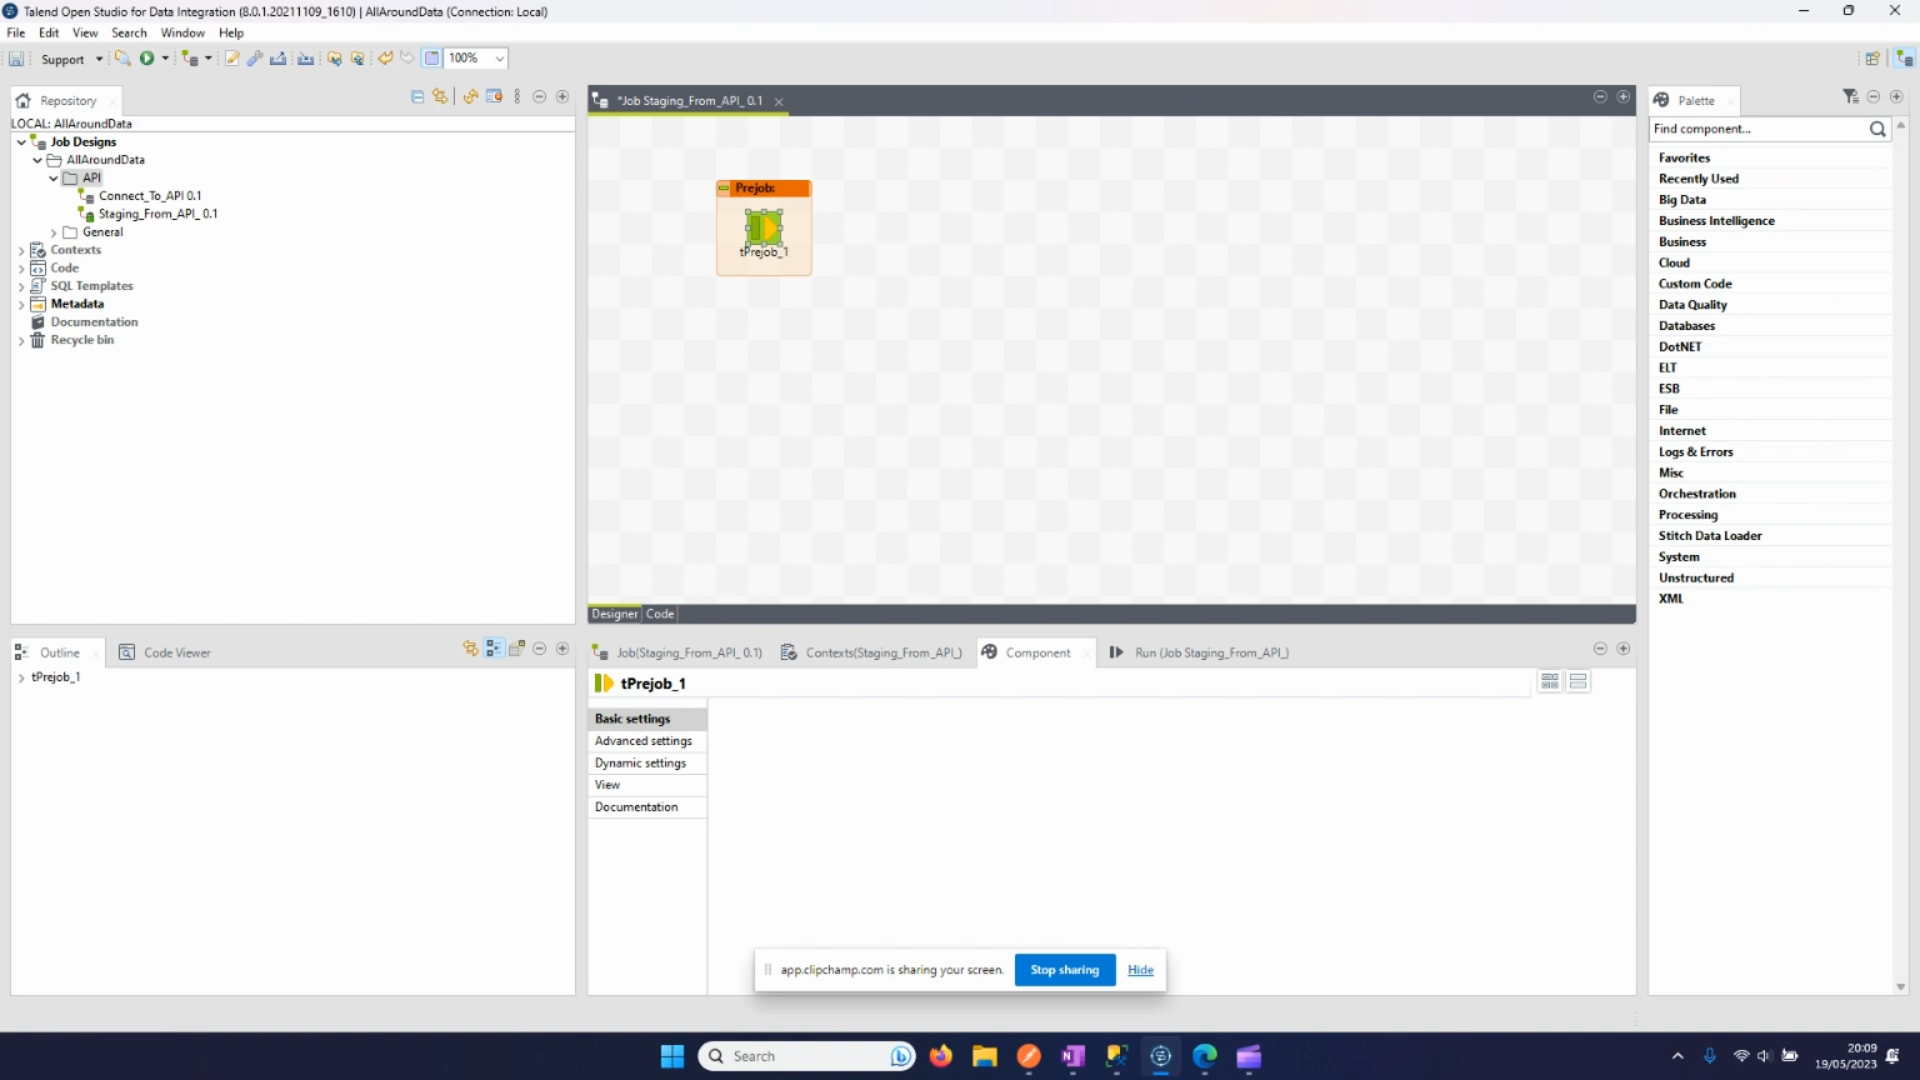 Talend Open Studio for Data Integration (8.0.1.20211109_1610) | AllAroundData (Connection: Local)
File Edit View Search Window Help
Support 100%
Repository
LOCAL: AllAroundData
Job Designs
AllAroundData
API
Connect_To_API 0.1
Staging_From_API_ 0.1
General
Contexts
Code
SQL Templates
Metadata
Documentation
Recycle bin
*Job Staging_From_API_ 0.1
Prejob:
tPrejob_1
Designer Code
Palette
Find component...
Favorites
Recently Used
Big Data
Business Intelligence
Business
Cloud
Custom Code
Data Quality
Databases
DotNET
ELT
ESB
File
Internet
Logs & Errors
Misc
Orchestration
Processing
Stitch Data Loader
System
Unstructured
XML
Outline Code Viewer
tPrejob_1
Job(Staging_From_API_ 0.1) Contexts(Staging_From_API_) Component Run (Job Staging_From_API_)
tPrejob_1
Basic settings
Advanced settings
Dynamic settings
View
Documentation
app.clipchamp.com is sharing your screen. Stop sharing Hide
Search
20:09
19/05/2023